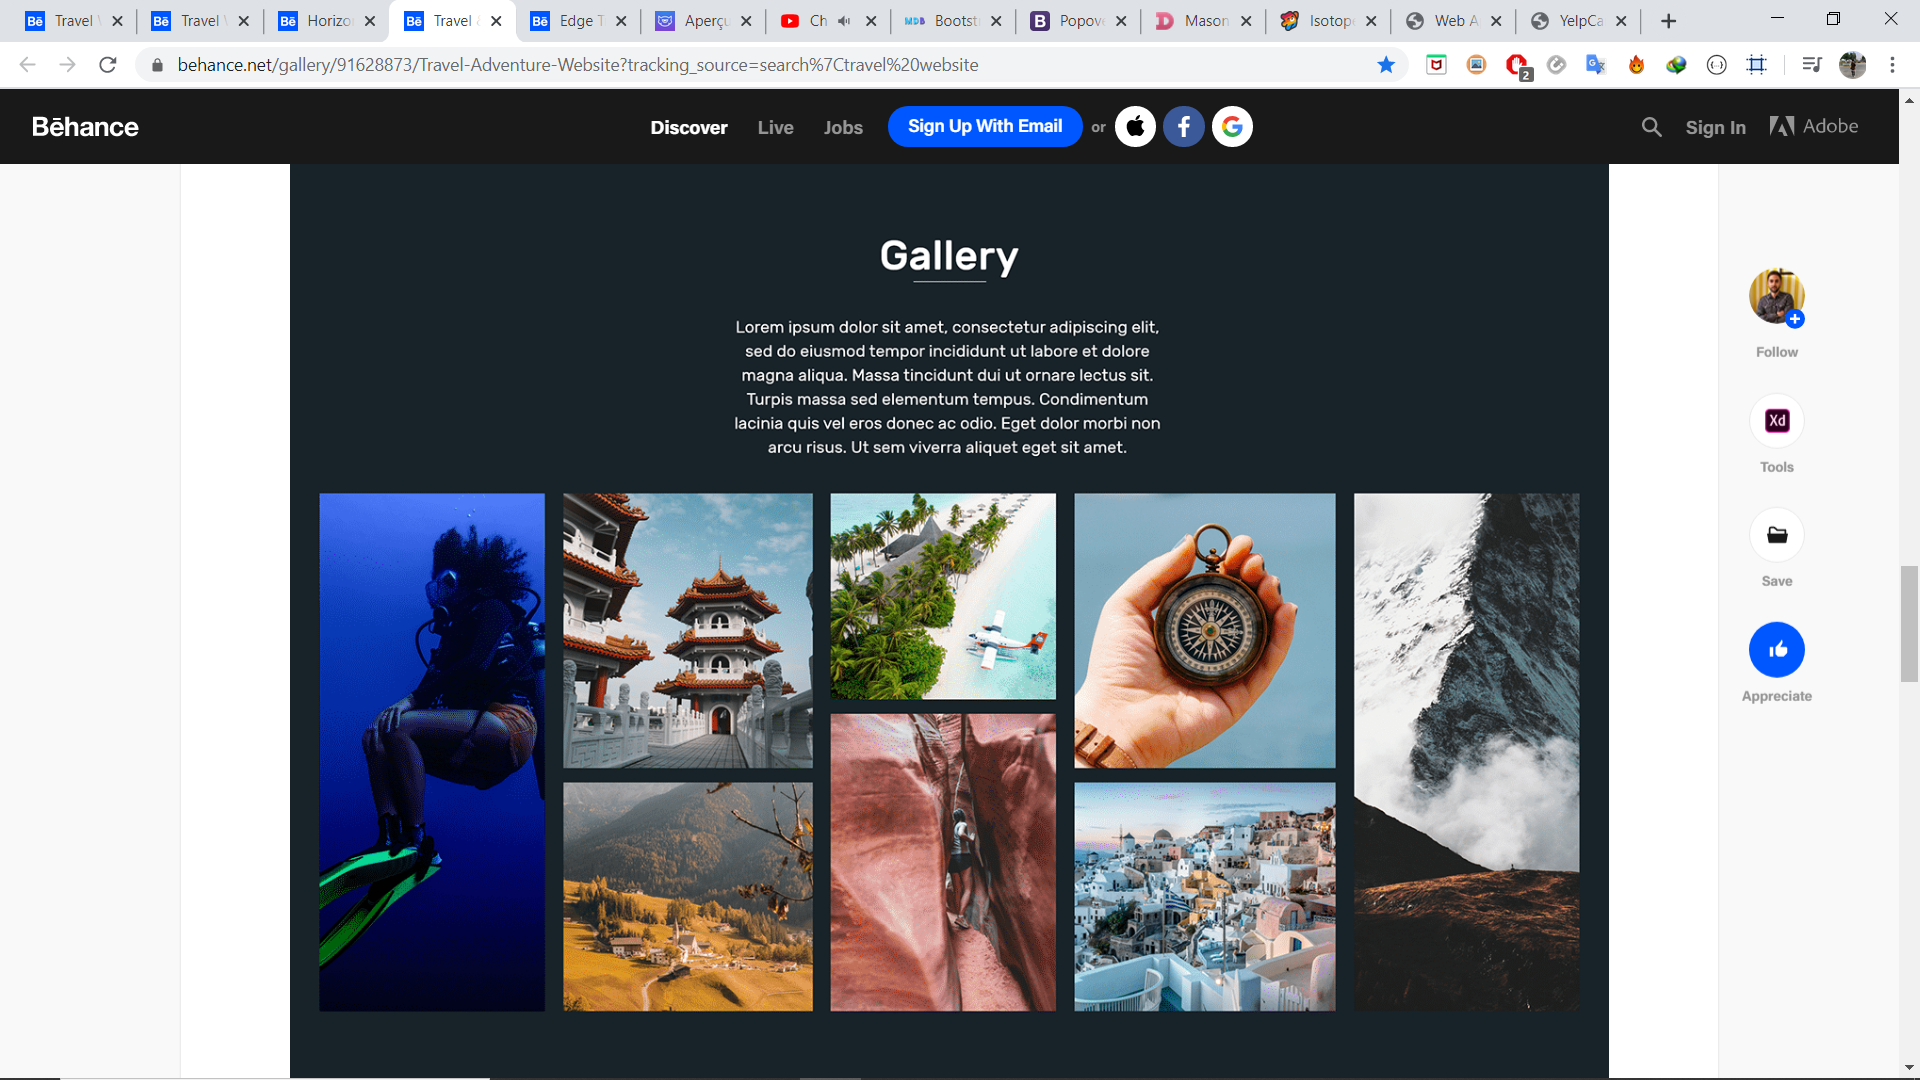 Travel
Travel
Horizo
Travel
Edge T
Aperçu
Ch
Bootst
Popov
Mason
Isotop
Web A
YelpCa
behance.net/gallery/91628873/Travel-Adventure-Website?tracking_source=search%7Ctravel%20website
2
Bēhance
Discover
Live
Jobs
Sign Up With Email
or
Sign In
Adobe
Gallery
Lorem ipsum dolor sit amet, consectetur adipiscing elit,
sed do eiusmod tempor incididunt ut labore et dolore
magna aliqua. Massa tincidunt dui ut ornare lectus sit.
Turpis massa sed elementum tempus. Condimentum
lacinia quis vel eros donec ac odio. Eget dolor morbi non
arcu risus. Ut sem viverra aliquet eget sit amet.
Follow
Xd
Tools
Save
Appreciate